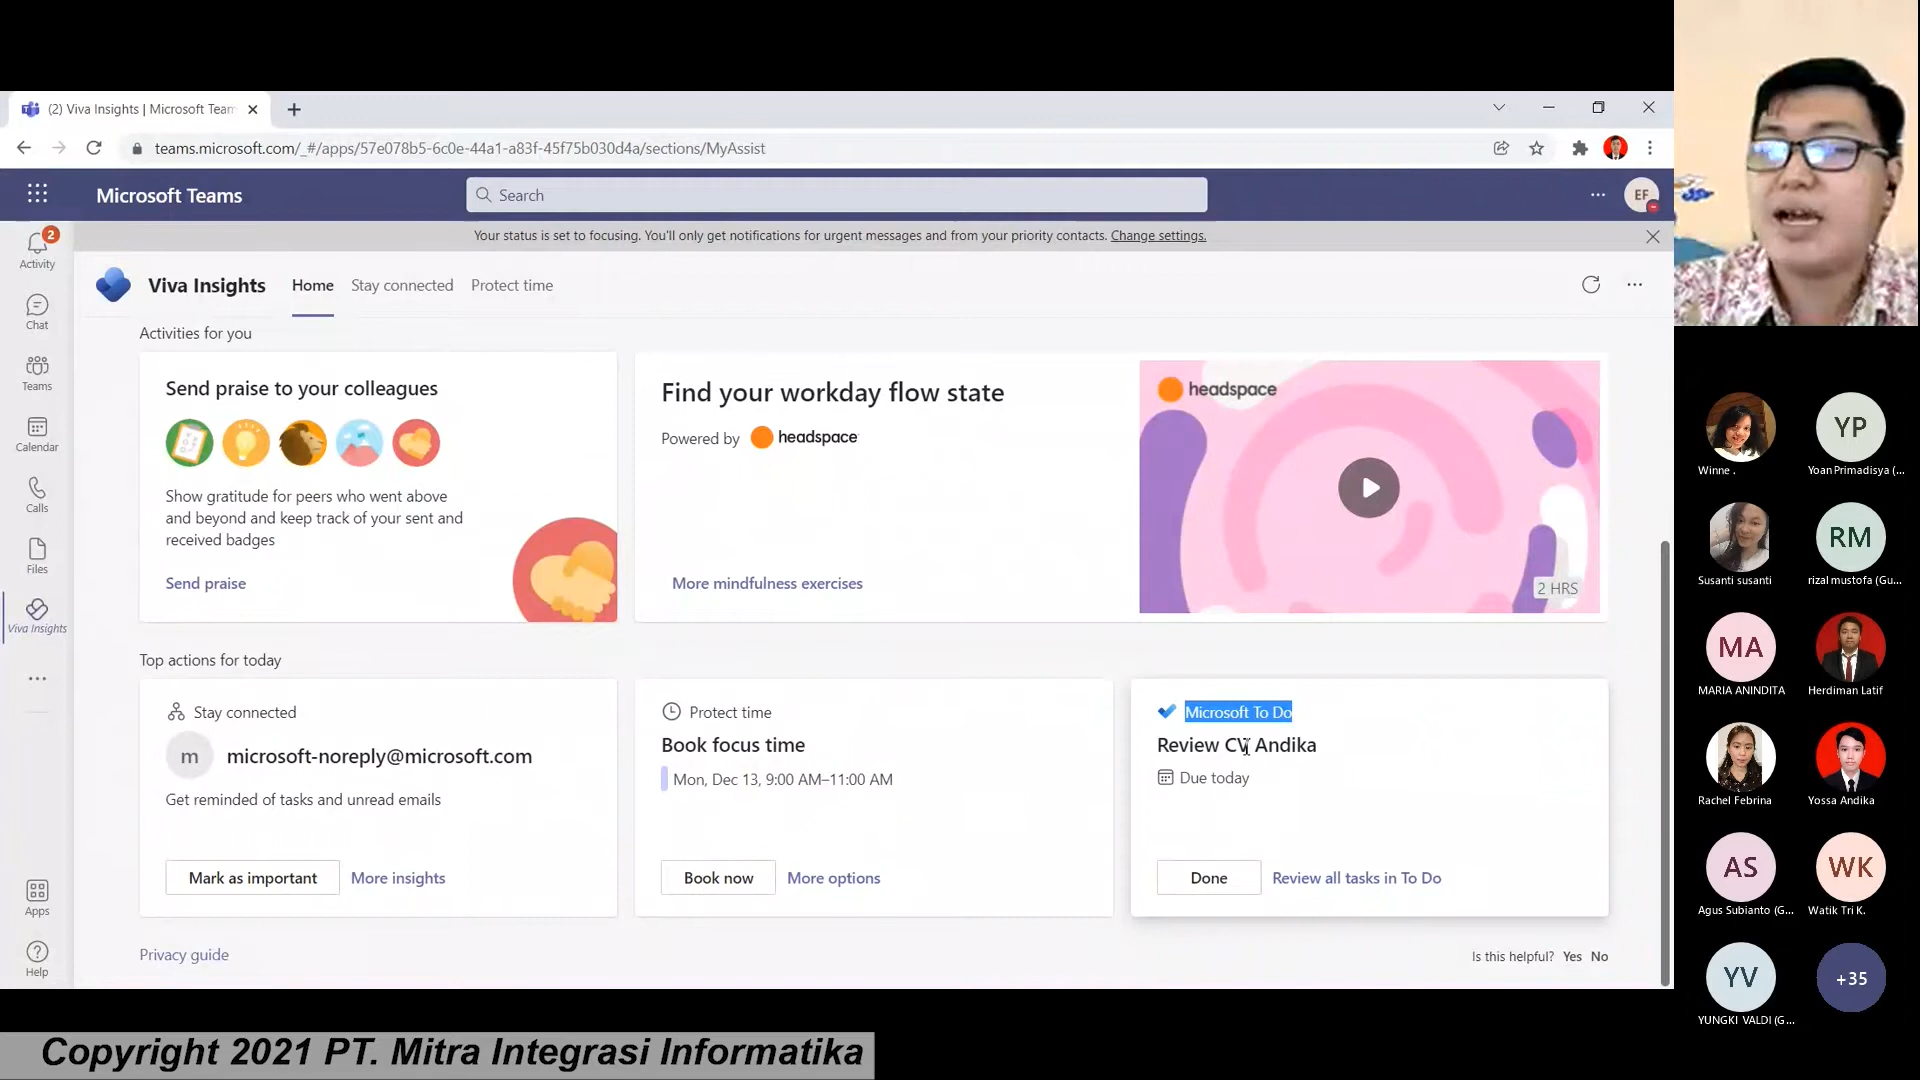 (2) Viva Insights | Microsoft Team
teams.microsoft.com/_#/apps/57e078b5-6c0e-44a1-a83f-45f75b030d4a/sections/MyAssist
Microsoft Teams
Search
EF
Your status is set to focusing. You'll only get notifications for urgent messages and from your priority contacts. Change settings.
2
Activity
Chat
Teams
Calendar
Calls
Files
Viva Insights
Apps
Help
Viva Insights
Home
Stay connected
Protect time
Activities for you
Send praise to your colleagues
Show gratitude for peers who went above
and beyond and keep track of your sent and
received badges
Send praise
Find your workday flow state
Powered by headspace
More mindfulness exercises
headspace
2 HRS
Top actions for today
Stay connected
m
microsoft-noreply@microsoft.com
Get reminded of tasks and unread emails
Mark as important
More insights
Protect time
Book focus time
Mon, Dec 13, 9:00 AM–11:00 AM
Book now
More options
Microsoft To Do
Review CV Andika
Due today
Done
Review all tasks in To Do
Privacy guide
Is this helpful? Yes No
Winne .
YP
Yoan Primadisya (...
Susanti susanti
RM
rizal mustofa (Gu...
MA
MARIA ANINDITA
Herdiman Latif
Rachel Febrina
Yossa Andika
AS
Agus Subianto (G...
WK
Watik Tri K.
YV
YUNGKI VALDI (G...
+35
Copyright 2021 PT. Mitra Integrasi Informatika